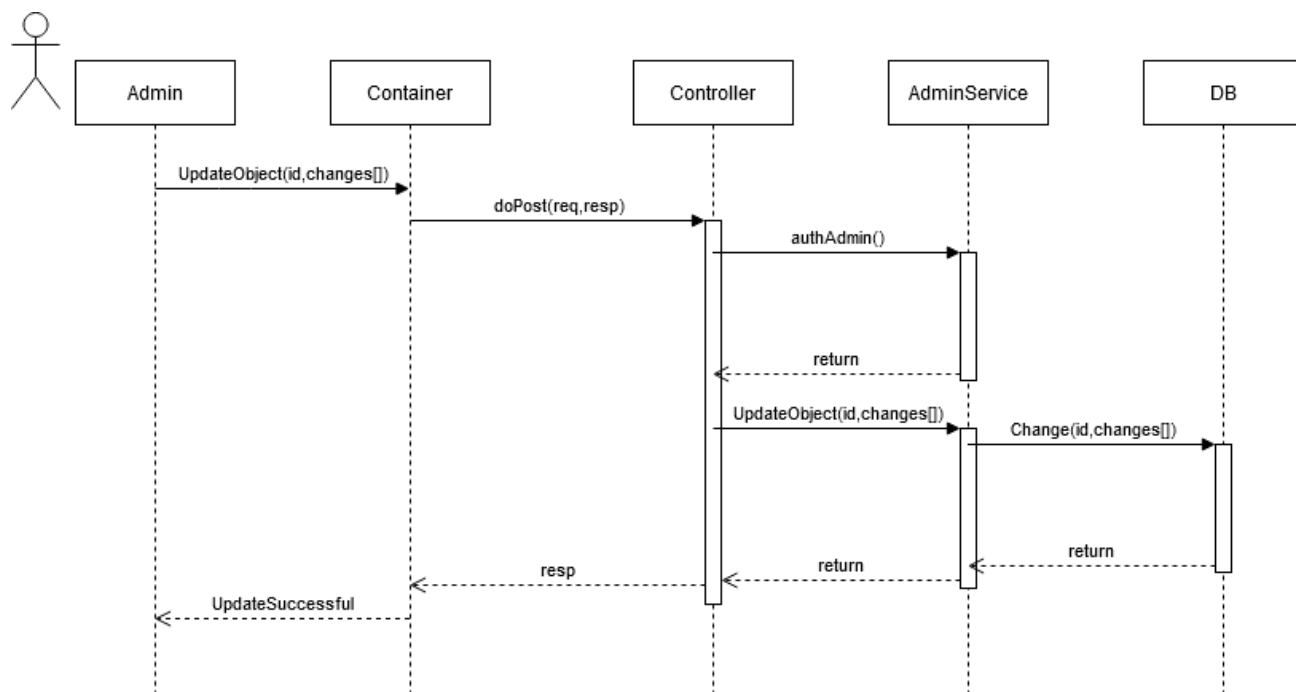 Admin
Container
Controller
AdminService
DB
UpdateObject(id,changes[])
doPost(req,resp)
authAdmin()
return
UpdateObject(id,changes[])
Change(id,changes[])
return
return
resp
UpdateSuccessful